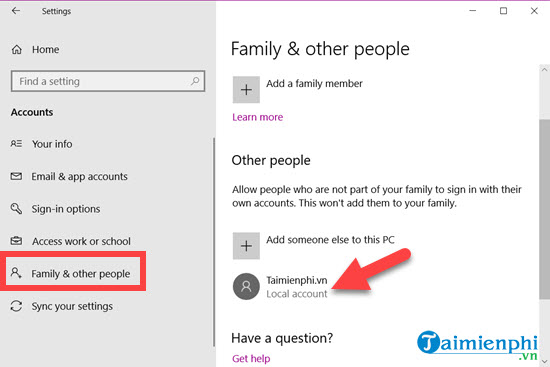 Settings
Home
Find a setting
Accounts
Your info
Email & app accounts
Sign-in options
Access work or school
Family & other people
Sync your settings
Family & other people
Add a family member
Learn more
Other people
Allow people who are not part of your family to sign in with their
own accounts. This won't add them to your family.
Add someone else to this PC
Taimienphi.vn
Local account
Have a question?
Get help
Taimienphi
.vn